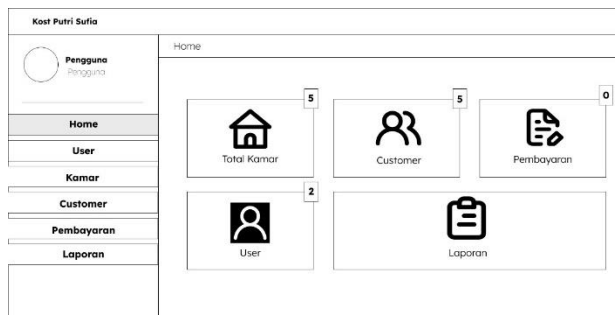 Kost Putri Sufia
Pengguna
Pengguna
Home
User
Kamar
Customer
Pembayaran
Laporan
Home
5
Total Kamar
5
Customer
0
Pembayaran
2
User
Laporan